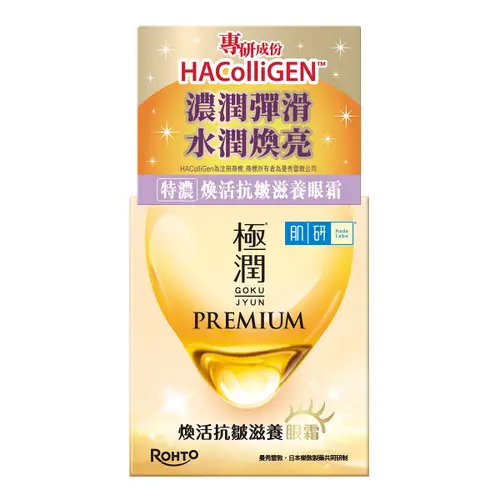 專研成份
HAColliGEN™
濃潤彈滑
水潤煥亮
HAColliGen為注冊商標,商標所有者為曼秀雷敦公司
特濃 煥活抗皺滋養眼霜
極潤
GOKU
JYUN
PREMIUM
肌研
Hada
Labo
煥活抗皺滋養眼霜
ROHTO
曼秀雷敦・日本樂敦製藥共同研制